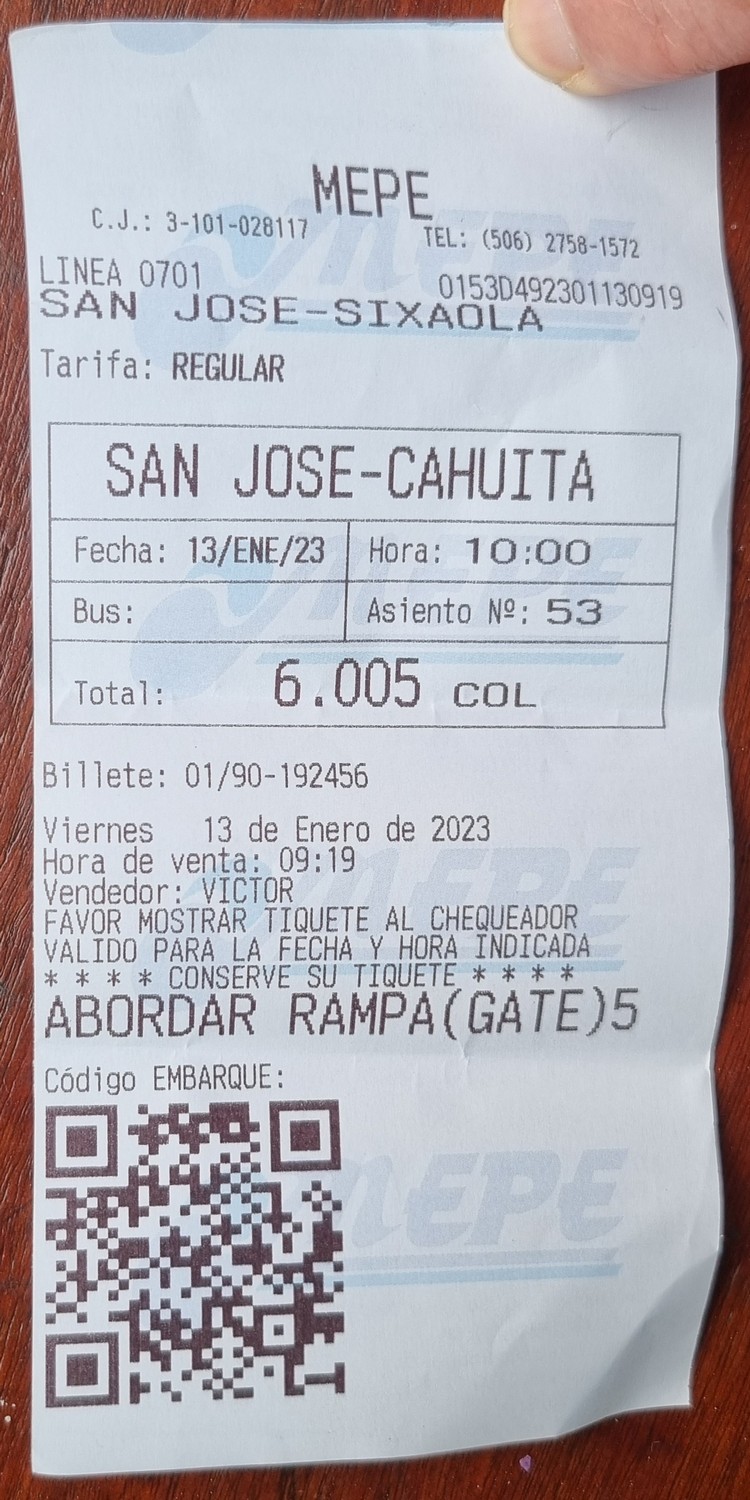 MEPE
C.J.: 3-101-028117
TEL: (506) 2758-1572
LINEA 0701
0153D492301130919
SAN JOSE-SIXAOLA
Tarifa: REGULAR
SAN JOSE-CAHUITA
Fecha: 13/ENE/23 Hora: 10:00
Bus: Asiento Nº: 53
Total: 6.005 COL
Billete: 01/90-192456
Viernes 13 de Enero de 2023
Hora de venta: 09:19
Vendedor: VICTOR
FAVOR MOSTRAR TIQUETE AL CHEQUEADOR
VALIDO PARA LA FECHA Y HORA INDICADA
* * * * CONSERVE SU TIQUETE * * * *
ABORDAR RAMPA(GATE)5
Código EMBARQUE:
MEPE